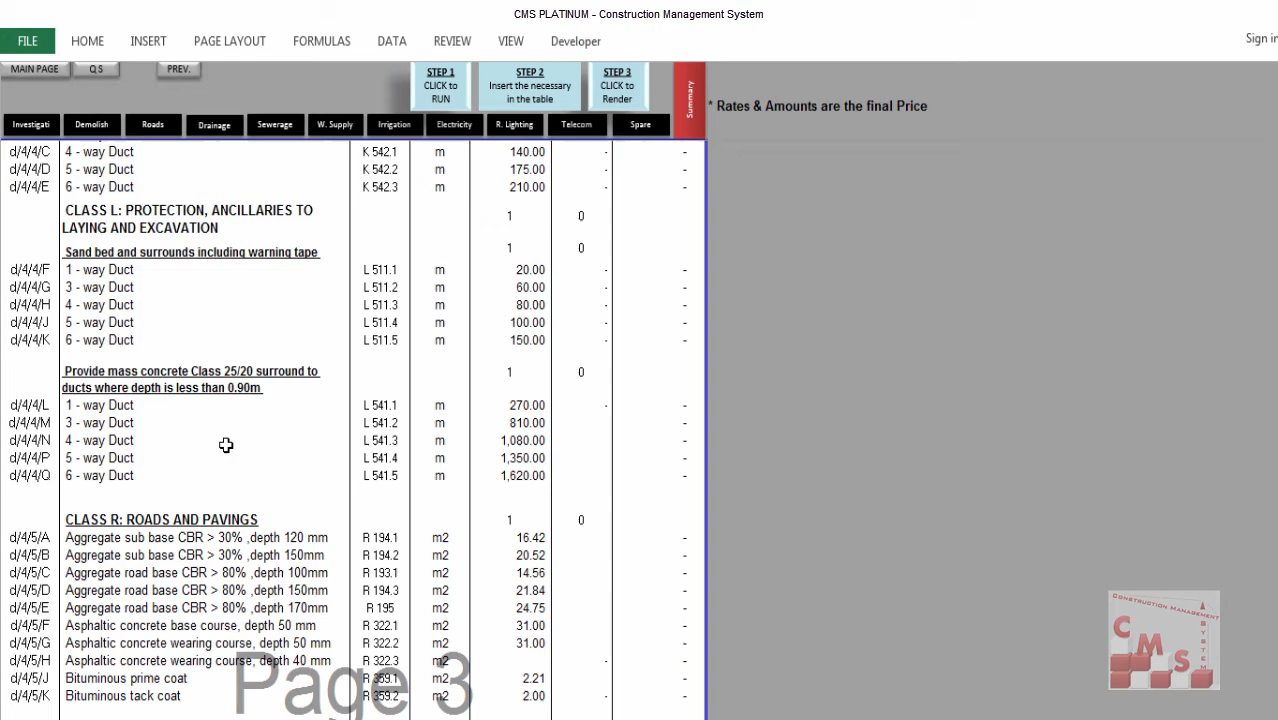 CMS PLATINUM - Construction Management System
FILE HOME INSERT PAGE LAYOUT FORMULAS DATA REVIEW VIEW Developer Sign in
MAIN PAGE Q S PREV.
STEP 1 CLICK to RUN
STEP 2 Insert the necessary in the table
STEP 3 CLICK to Render
Summary
* Rates & Amounts are the final Price
Investigati Demolish Roads Drainage Sewerage W. Supply Irrigation Electricity R. Lighting Telecom Spare
d/4/4/C 4 - way Duct K 542.1 m 140.00 - -
d/4/4/D 5 - way Duct K 542.2 m 175.00 - -
d/4/4/E 6 - way Duct K 542.3 m 210.00 - -
CLASS L: PROTECTION, ANCILLARIES TO
LAYING AND EXCAVATION 1 0
Sand bed and surrounds including warning tape 1 0
d/4/4/F 1 - way Duct L 511.1 m 20.00 - -
d/4/4/G 3 - way Duct L 511.2 m 60.00 - -
d/4/4/H 4 - way Duct L 511.3 m 80.00 - -
d/4/4/J 5 - way Duct L 511.4 m 100.00 - -
d/4/4/K 6 - way Duct L 511.5 m 150.00 - -
Provide mass concrete Class 25/20 surround to 1 0
ducts where depth is less than 0.90m
d/4/4/L 1 - way Duct L 541.1 m 270.00 - -
d/4/4/M 3 - way Duct L 541.2 m 810.00 -
d/4/4/N 4 - way Duct L 541.3 m 1,080.00 -
d/4/4/P 5 - way Duct L 541.4 m 1,350.00 -
d/4/4/Q 6 - way Duct L 541.5 m 1,620.00 -
CLASS R: ROADS AND PAVINGS 1 0
d/4/5/A Aggregate sub base CBR > 30% ,depth 120 mm R 194.1 m2 16.42 -
d/4/5/B Aggregate sub base CBR > 30% ,depth 150mm R 194.2 m2 20.52 -
d/4/5/C Aggregate road base CBR > 80% ,depth 100mm R 193.1 m2 14.56 -
d/4/5/D Aggregate road base CBR > 80% ,depth 150mm R 194.3 m2 21.84 -
d/4/5/E Aggregate road base CBR > 80% ,depth 170mm R 195 m2 24.75 -
d/4/5/F Asphaltic concrete base course, depth 50 mm R 322.1 m2 31.00 -
d/4/5/G Asphaltic concrete wearing course, depth 50 mm R 322.2 m2 31.00 -
d/4/5/H Asphaltic concrete wearing course, depth 40 mm R 322.3 m2 - -
d/4/5/J Bituminous prime coat R 359.1 m2 2.21 -
d/4/5/K Bituminous tack coat R 359.2 m2 2.00 - -
Page 3
CONSTRUCTION MANAGEMENT SYSTEM
CMS